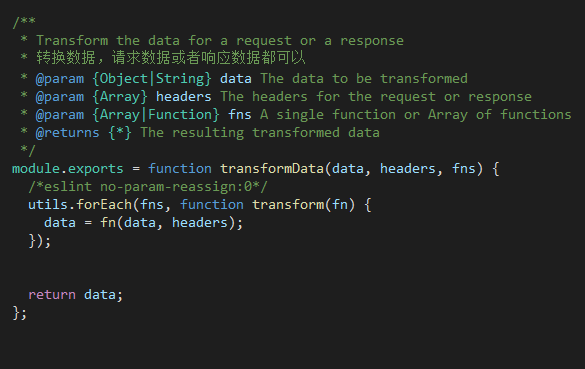 /**
 * Transform the data for a request or a response
 * 转换数据，请求数据或者响应数据都可以
 * @param {Object|String} data The data to be transformed
 * @param {Array} headers The headers for the request or response
 * @param {Array|Function} fns A single function or Array of functions
 * @returns {*} The resulting transformed data
 */
module.exports = function transformData(data, headers, fns) {
  /*eslint no-param-reassign:0*/
  utils.forEach(fns, function transform(fn) {
    data = fn(data, headers);
  });
  return data;
};